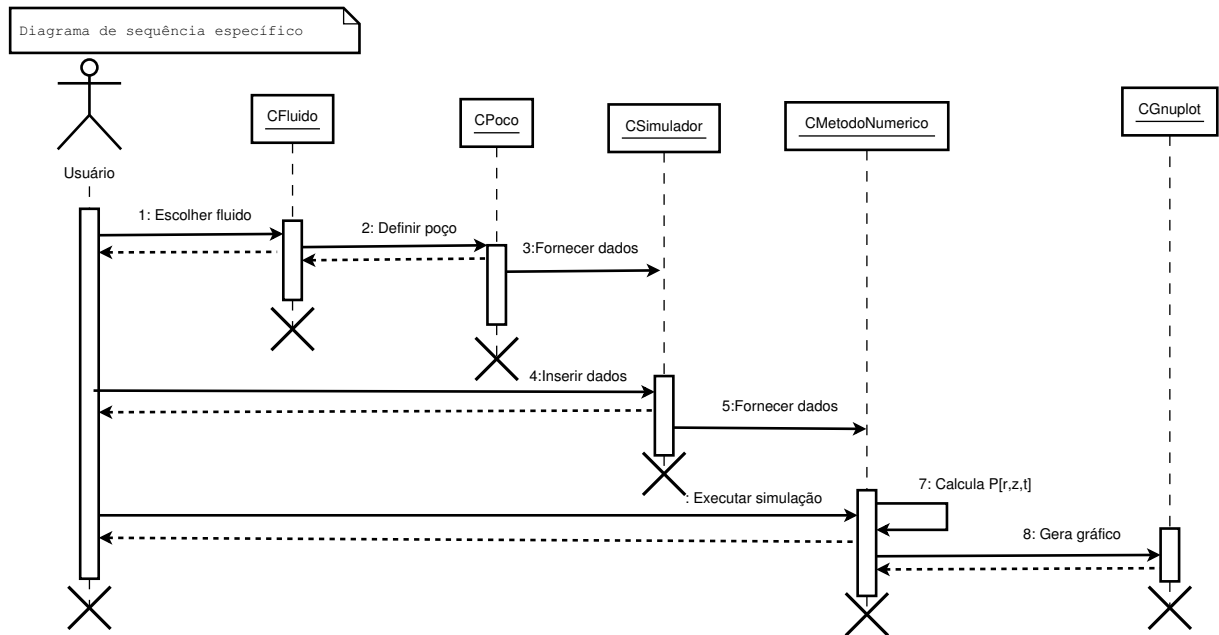 Diagrama de sequência específico
CFluido
CPoco
CSimulador
CMetodoNumerico
CGnuplot
Usuário
1: Escolher fluido
2: Definir poço
3:Fornecer dados
4:Inserir dados
5:Fornecer dados
: Executar simulação
7: Calcula P[r,z,t]
8: Gera gráfico